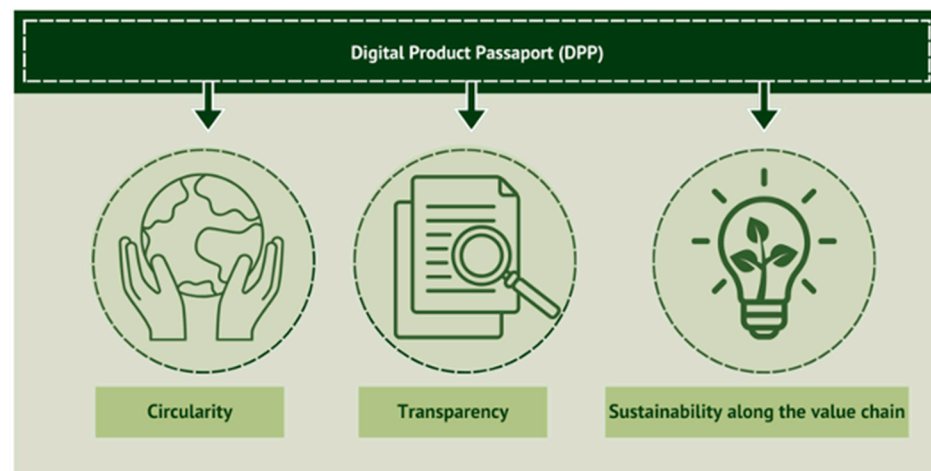 Digital Product Passaport (DPP)
Circularity
Transparency
Sustainability along the value chain